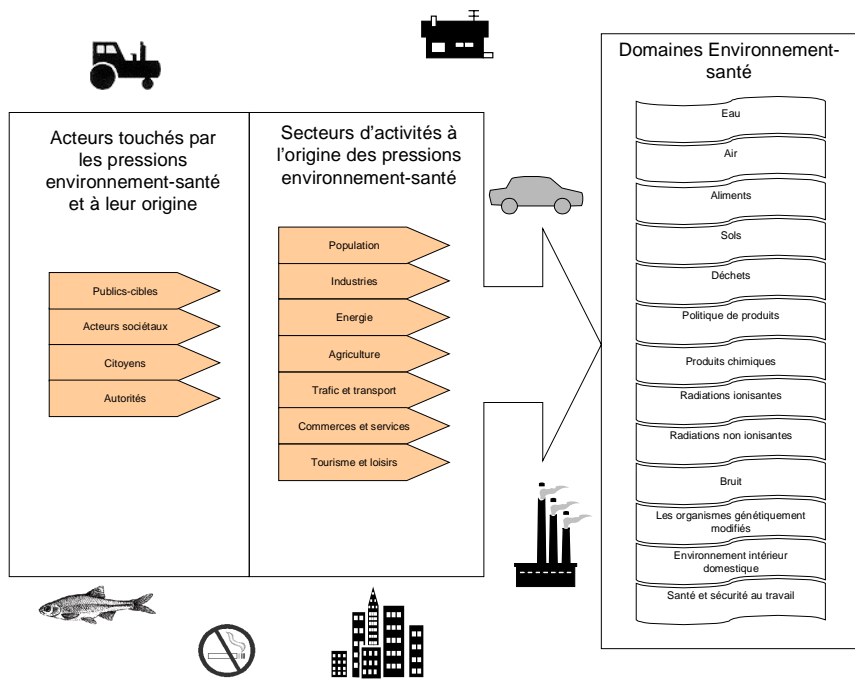 Acteurs touchés par
les pressions
environnement-santé
et à leur origine
Publics-cibles
Acteurs sociétaux
Citoyens
Autorités
Secteurs d'activités à
l'origine des pressions
environnement-santé
Population
Industries
Energie
Agriculture
Trafic et transport
Commerces et services
Tourisme et loisirs
Domaines Environnement-
santé
Eau
Air
Aliments
Sols
Déchets
Politique de produits
Produits chimiques
Radiations ionisantes
Radiations non ionisantes
Bruit
Les organismes génétiquement
modifiés
Environnement intérieur
domestique
Santé et sécurité au travail